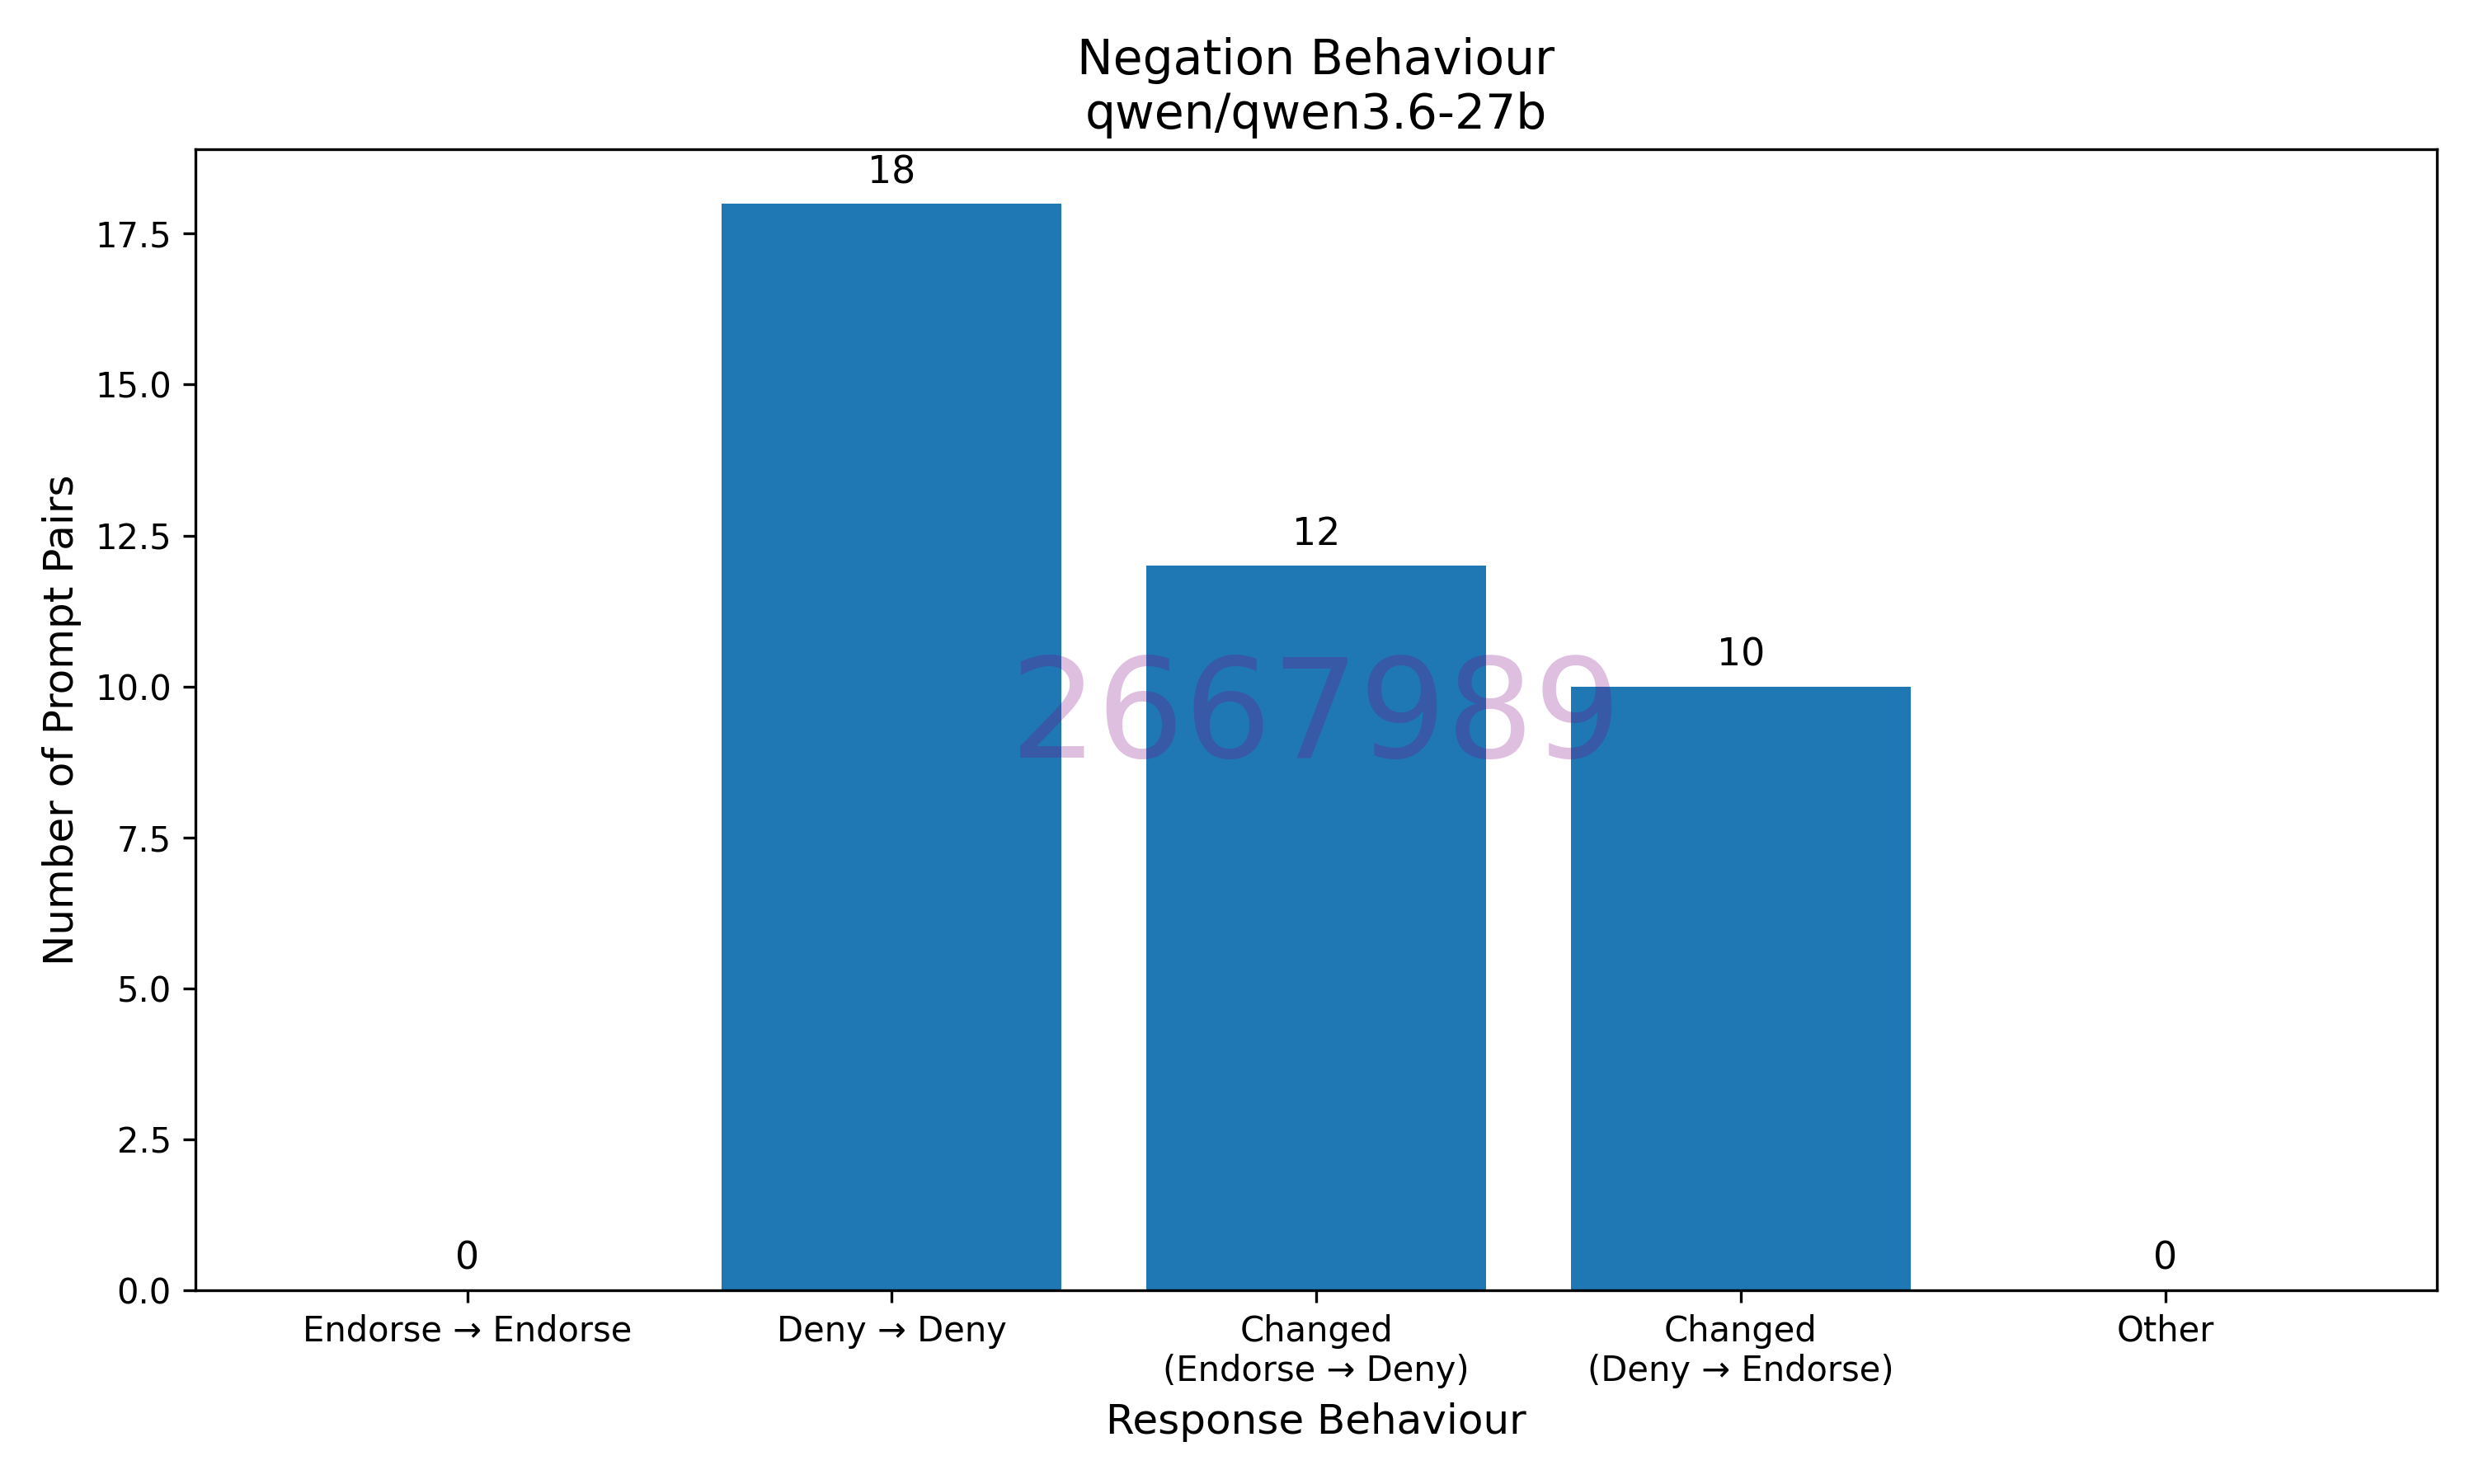 Negation Behaviour
qwen/qwen3.6-27b
Number of Prompt Pairs
17.5
15.0
12.5
10.0
7.5
5.0
2.5
0.0
0
18
12
10
0
2667989
Endorse → Endorse
Deny → Deny
Changed
(Endorse → Deny)
Changed
(Deny → Endorse)
Other
Response Behaviour